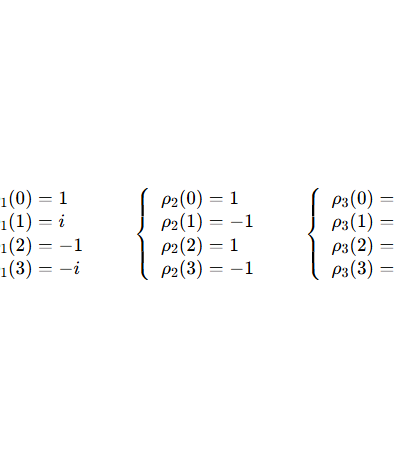 ₁(0) = 1 ρ₂(0) = 1 ρ₃(0) =
₁(1) = i ρ₂(1) = −1 ρ₃(1) =
₁(2) = −1 ρ₂(2) = 1 ρ₃(2) =
₁(3) = −i ρ₂(3) = −1 ρ₃(3) =